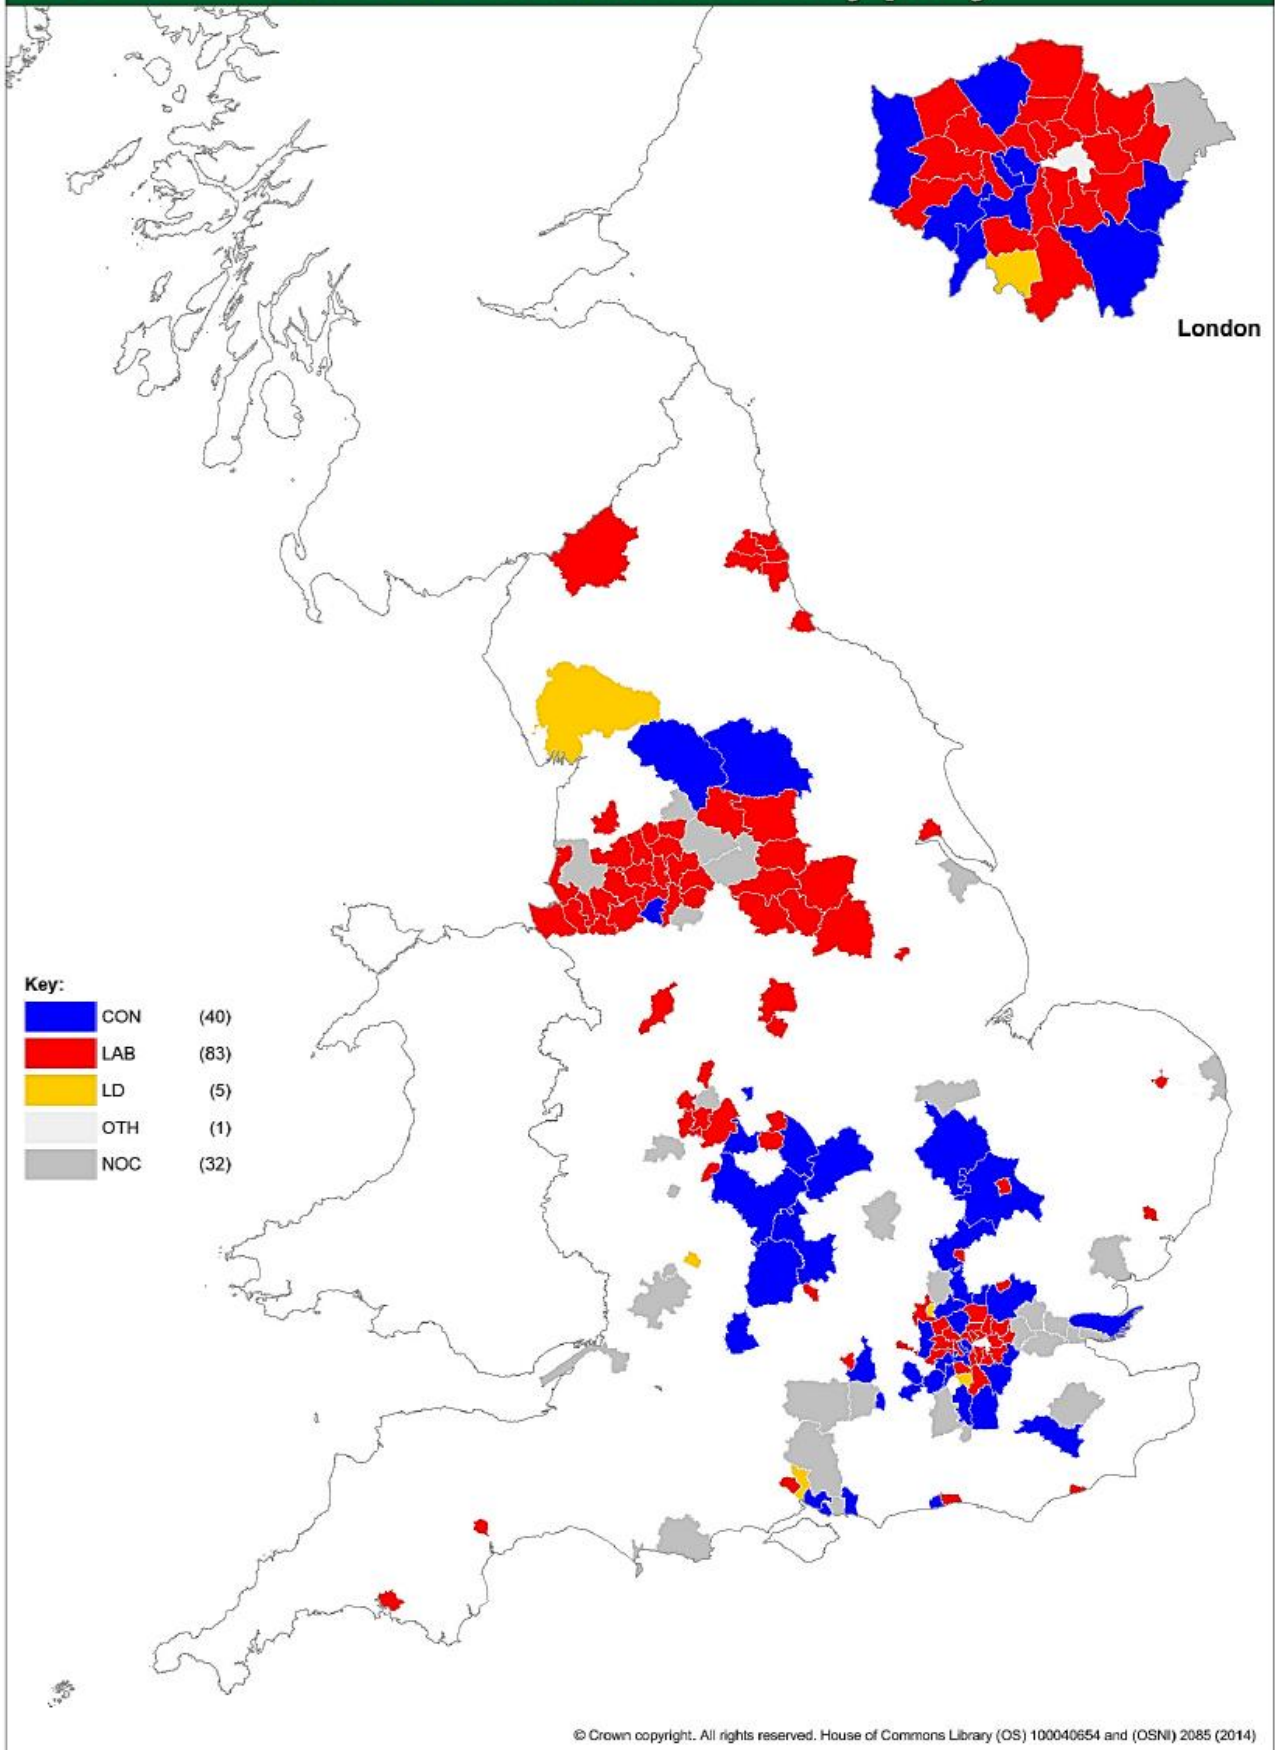 London
Key:
CON (40)
LAB (83)
LD (5)
OTH (1)
NOC (32)
© Crown copyright. All rights reserved. House of Commons Library (OS) 100040654 and (OSNI) 2085 (2014)